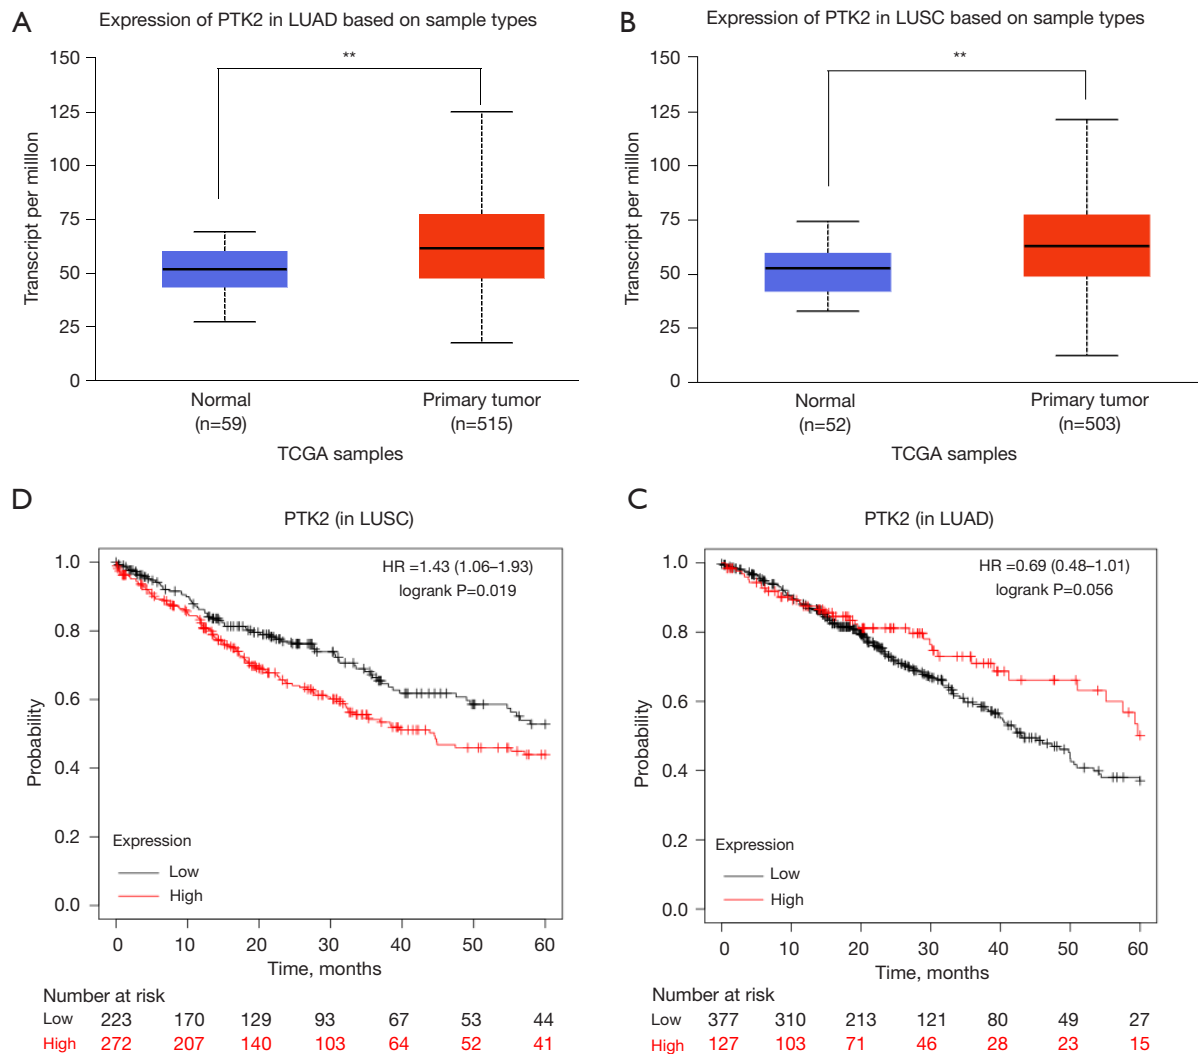 A
Expression of PTK2 in LUAD based on sample types
**
150
125
100
75
50
25
0
Transcript per million
Normal
(n=59)
Primary tumor
(n=515)
TCGA samples
B
Expression of PTK2 in LUSC based on sample types
**
150
125
100
75
50
25
0
Transcript per million
Normal
(n=52)
Primary tumor
(n=503)
TCGA samples
D
PTK2 (in LUSC)
HR =1.43 (1.06–1.93)
logrank P=0.019
1.0
0.8
0.6
0.4
0.2
0.0
Probability
Expression
Low
High
0 10 20 30 40 50 60
Time, months
Number at risk
Low 223 170 129 93 67 53 44
High 272 207 140 103 64 52 41
C
PTK2 (in LUAD)
HR =0.69 (0.48–1.01)
logrank P=0.056
1.0
0.8
0.6
0.4
0.2
0.0
Probability
Expression
Low
High
0 10 20 30 40 50 60
Time, months
Number at risk
Low 377 310 213 121 80 49 27
High 127 103 71 46 28 23 15